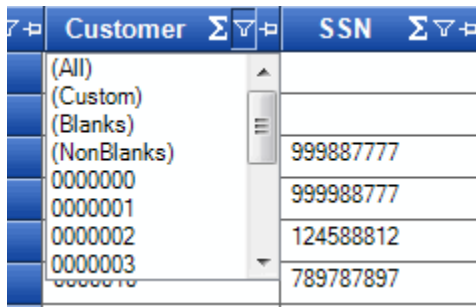 Customer Σ SSN Σ
(All)
(Custom)
(Blanks)
(NonBlanks) 999887777
0000000
0000001 999988777
0000002 124588812
0000003
789787897